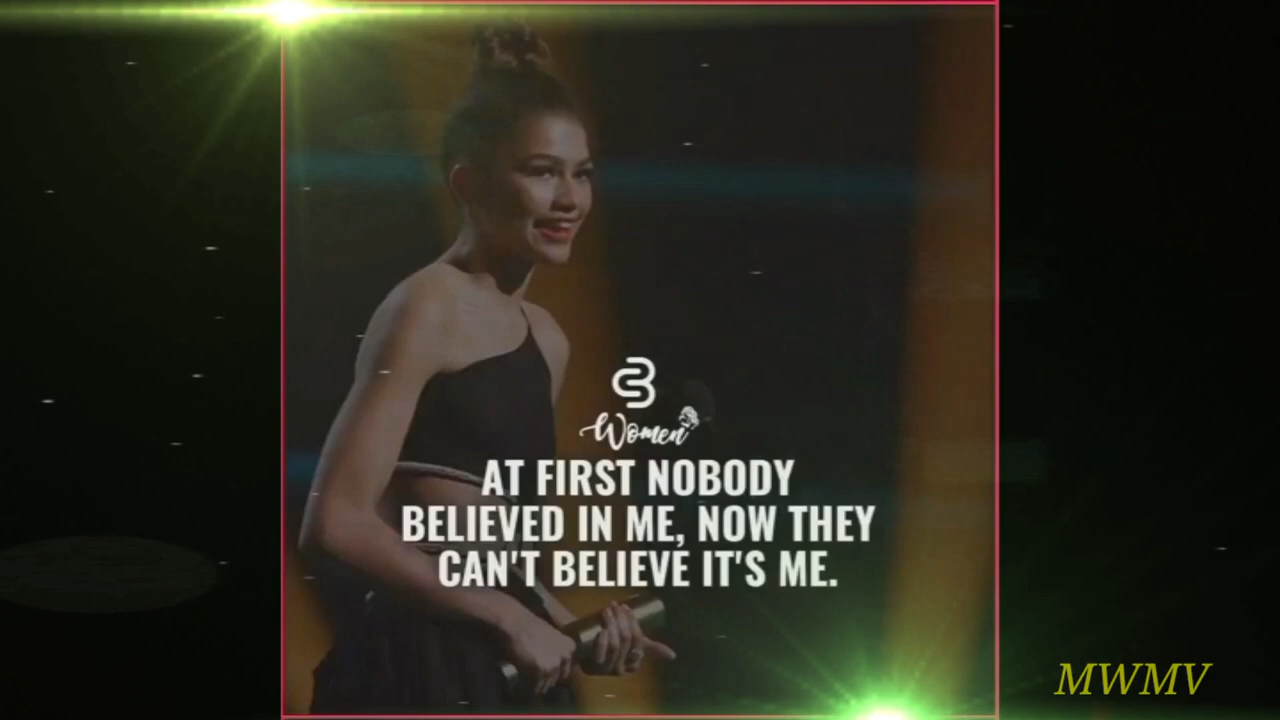 Women
AT FIRST NOBODY
BELIEVED IN ME, NOW THEY
CAN'T BELIEVE IT'S ME.
MWMV